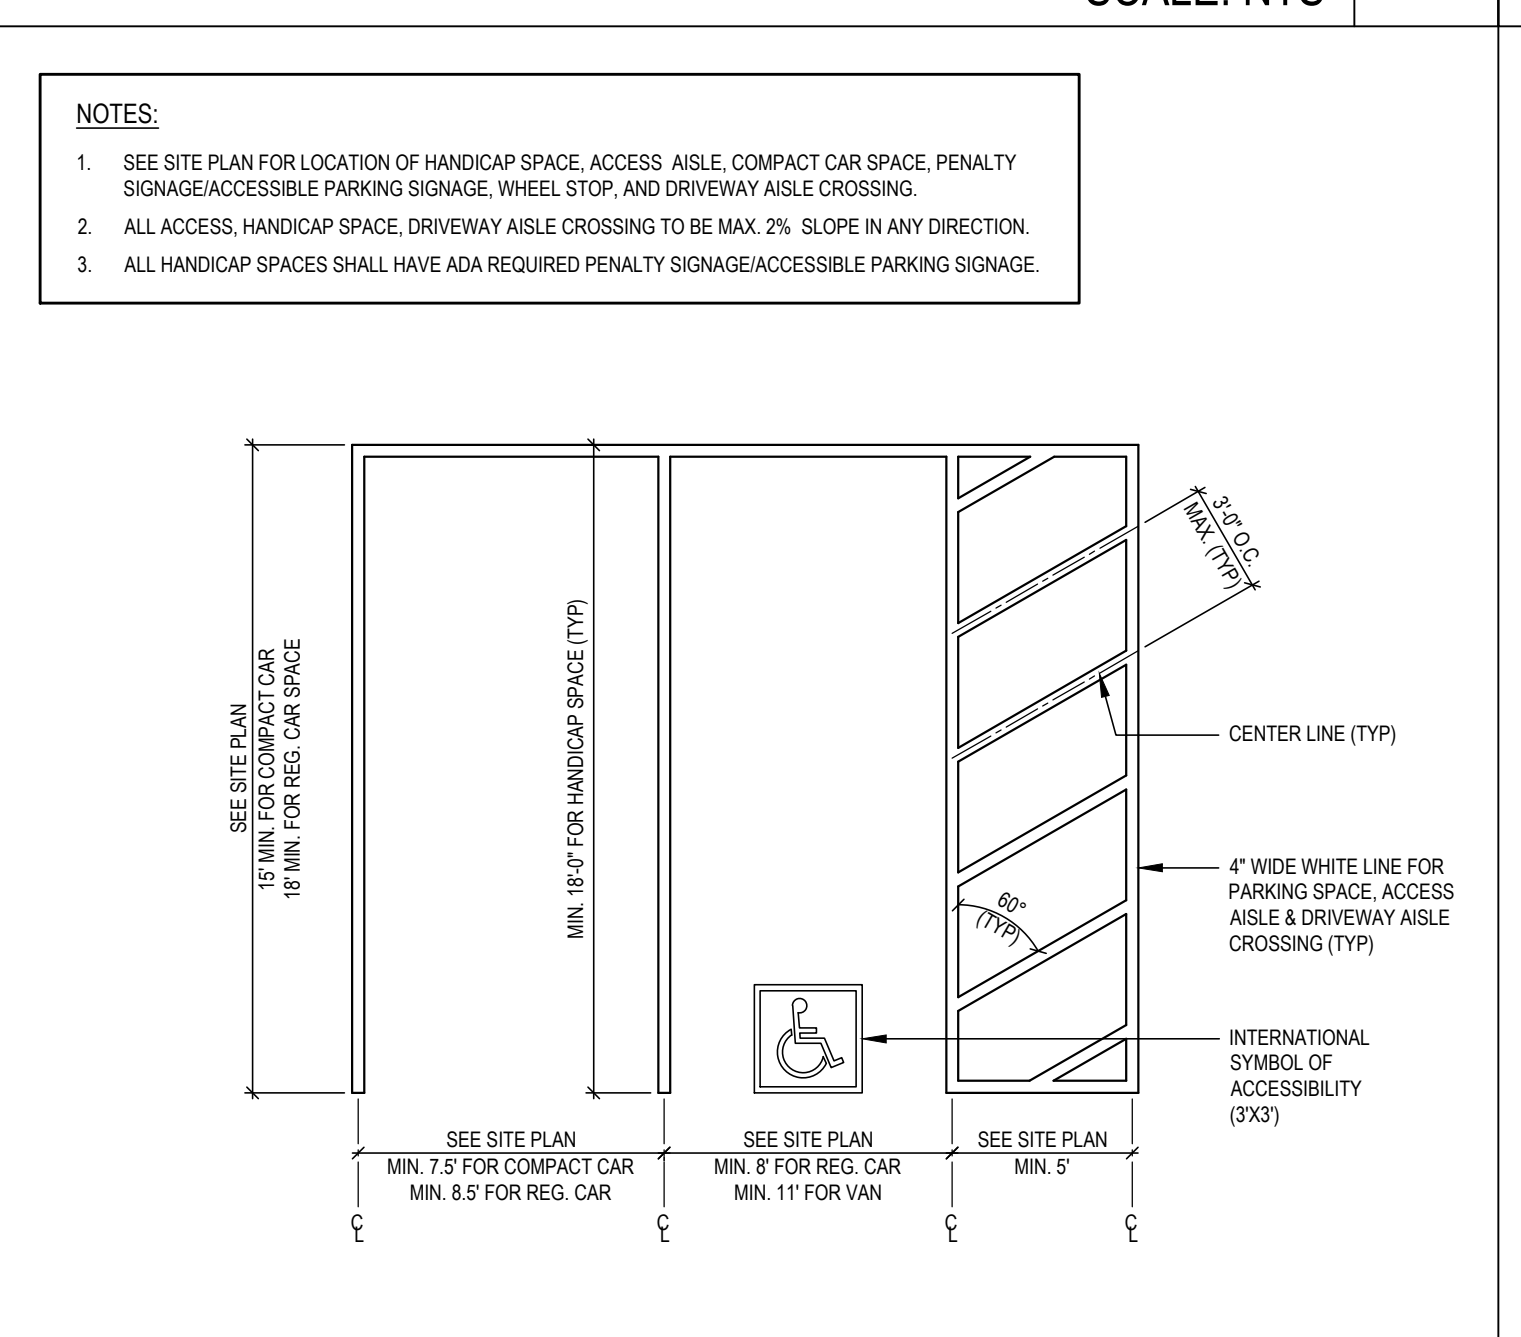 SCALE: NTS
NOTES:
1. SEE SITE PLAN FOR LOCATION OF HANDICAP SPACE, ACCESS AISLE, COMPACT CAR SPACE, PENALTY
SIGNAGE/ACCESSIBLE PARKING SIGNAGE, WHEEL STOP, AND DRIVEWAY AISLE CROSSING.
2. ALL ACCESS, HANDICAP SPACE, DRIVEWAY AISLE CROSSING TO BE MAX. 2% SLOPE IN ANY DIRECTION.
3. ALL HANDICAP SPACES SHALL HAVE ADA REQUIRED PENALTY SIGNAGE/ACCESSIBLE PARKING SIGNAGE.
SEE SITE PLAN
15' MIN. FOR COMPACT CAR
18' MIN. FOR REG. CAR SPACE
MIN. 18'-0" FOR HANDICAP SPACE (TYP)
3'-0" O.C.
MAX. (TYP)
CENTER LINE (TYP)
4" WIDE WHITE LINE FOR
PARKING SPACE, ACCESS
AISLE & DRIVEWAY AISLE
CROSSING (TYP)
60°
(TYP)
INTERNATIONAL
SYMBOL OF
ACCESSIBILITY
(3'X3')
SEE SITE PLAN
MIN. 7.5' FOR COMPACT CAR
MIN. 8.5' FOR REG. CAR
SEE SITE PLAN
MIN. 8' FOR REG. CAR
MIN. 11' FOR VAN
SEE SITE PLAN
MIN. 5'
CL
CL
CL
CL